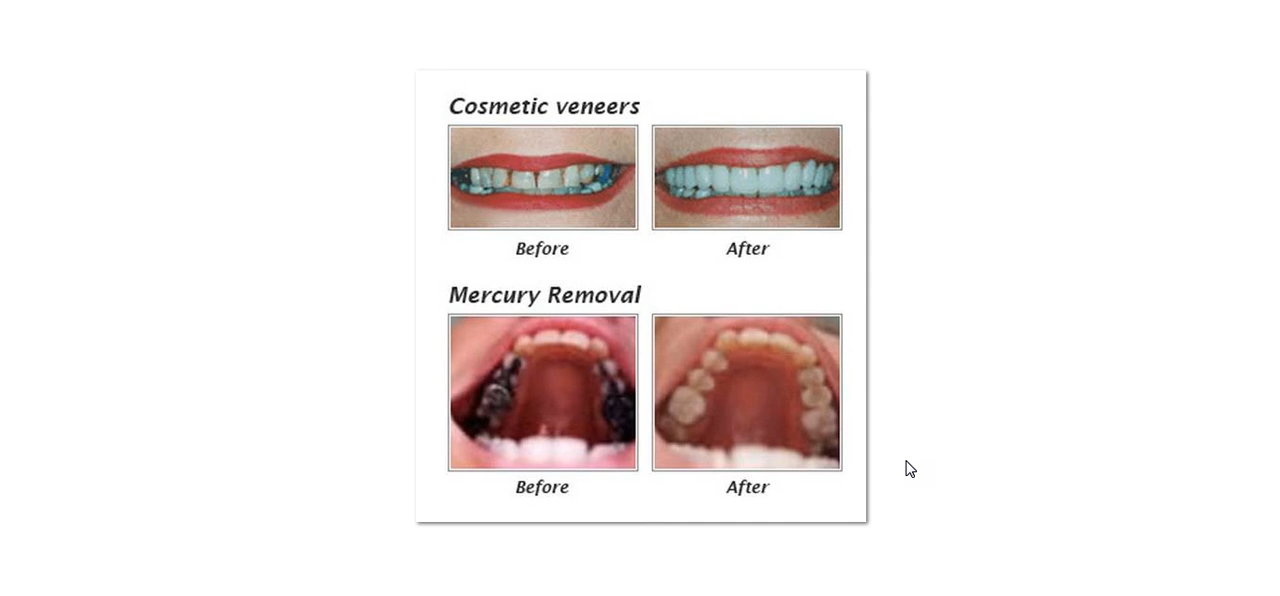 Cosmetic veneers
Before
After
Mercury Removal
Before
After